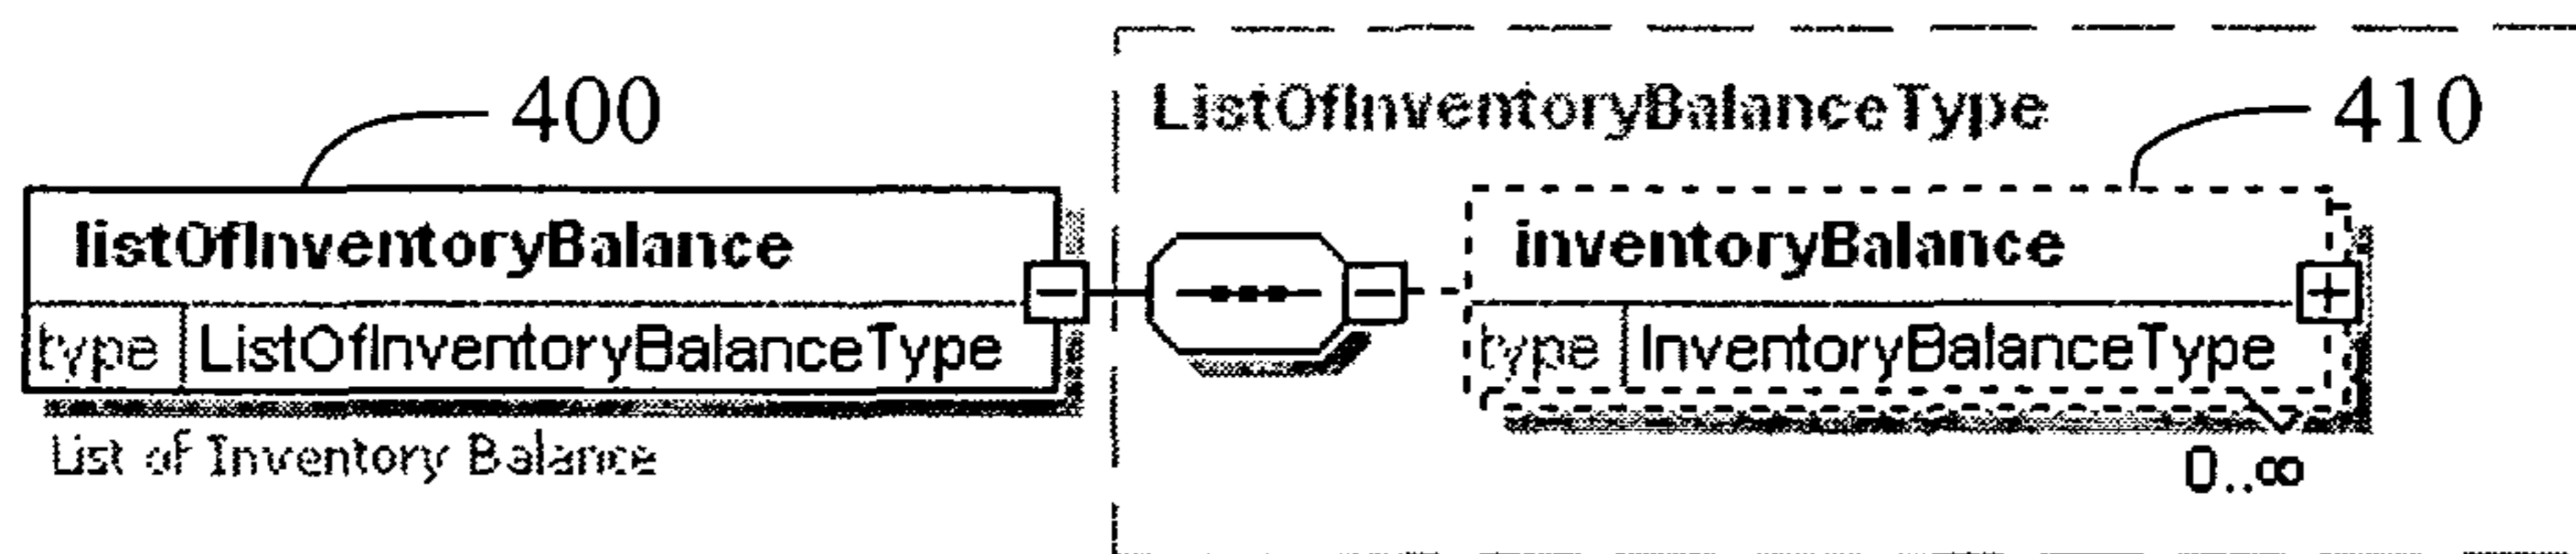 400
ListOfInventoryBalanceType
410
listOfInventoryBalance
type ListOfInventoryBalanceType
List of Inventory Balance
inventoryBalance
type InventoryBalanceType
0..∞